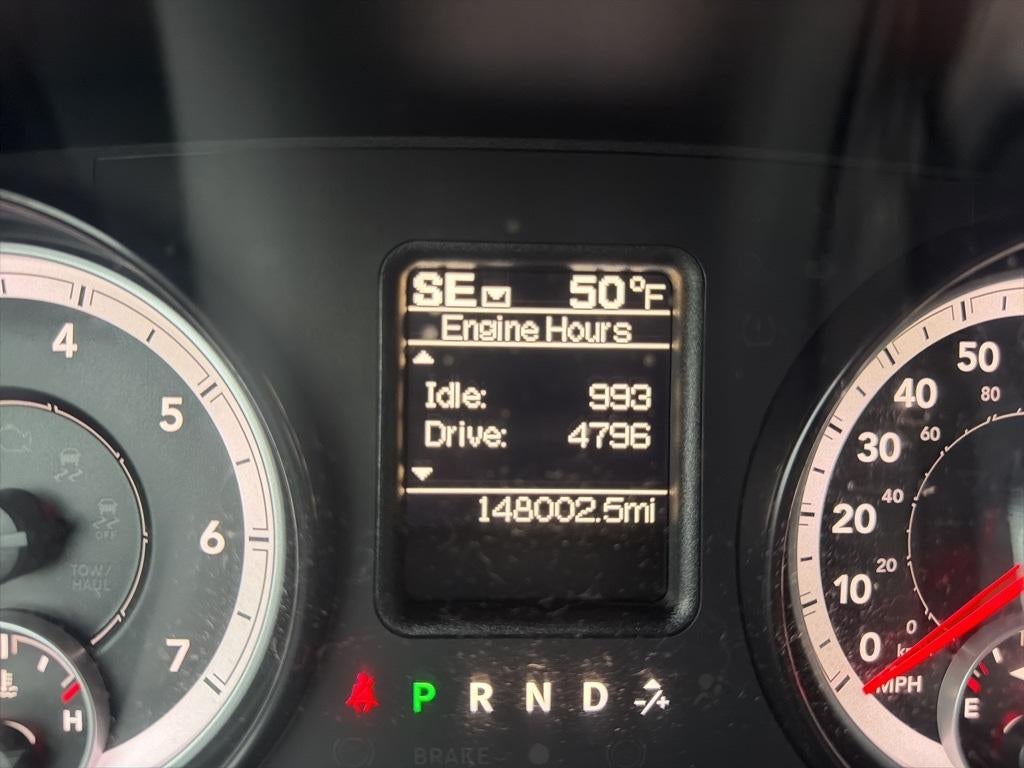 SE 50°F
Engine Hours
Idle: 993
Drive: 4796
148002.5mi
4
5
6
7
OFF
TOW/
HAUL
H
P R N D -/+
BRAKE
50
40
30
20
10
0
80
60
40
20
0
MPH
E